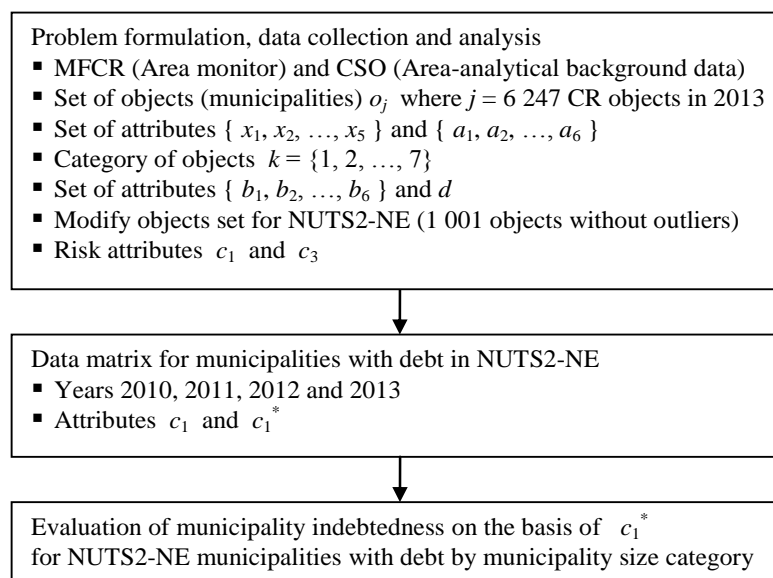 Problem formulation, data collection and analysis
▪ MFCR (Area monitor) and CSO (Area-analytical background data)
▪ Set of objects (municipalities) oⱼ where j = 6 247 CR objects in 2013
▪ Set of attributes { x₁, x₂, …, x₅ } and { a₁, a₂, …, a₆ }
▪ Category of objects k = {1, 2, …, 7}
▪ Set of attributes { b₁, b₂, …, b₆ } and d
▪ Modify objects set for NUTS2-NE (1 001 objects without outliers)
▪ Risk attributes c₁ and c₃
Data matrix for municipalities with debt in NUTS2-NE
▪ Years 2010, 2011, 2012 and 2013
▪ Attributes c₁ and c₁*
Evaluation of municipality indebtedness on the basis of c₁*
for NUTS2-NE municipalities with debt by municipality size category